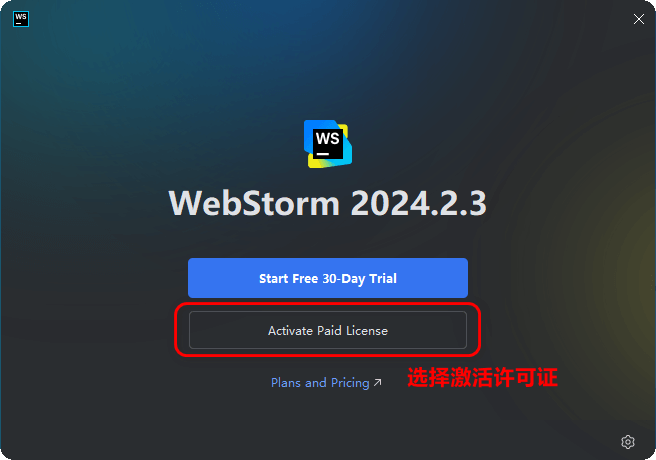 WS
WS
WebStorm 2024.2.3
Start Free 30-Day Trial
Activate Paid License
Plans and Pricing ↗
选择激活许可证